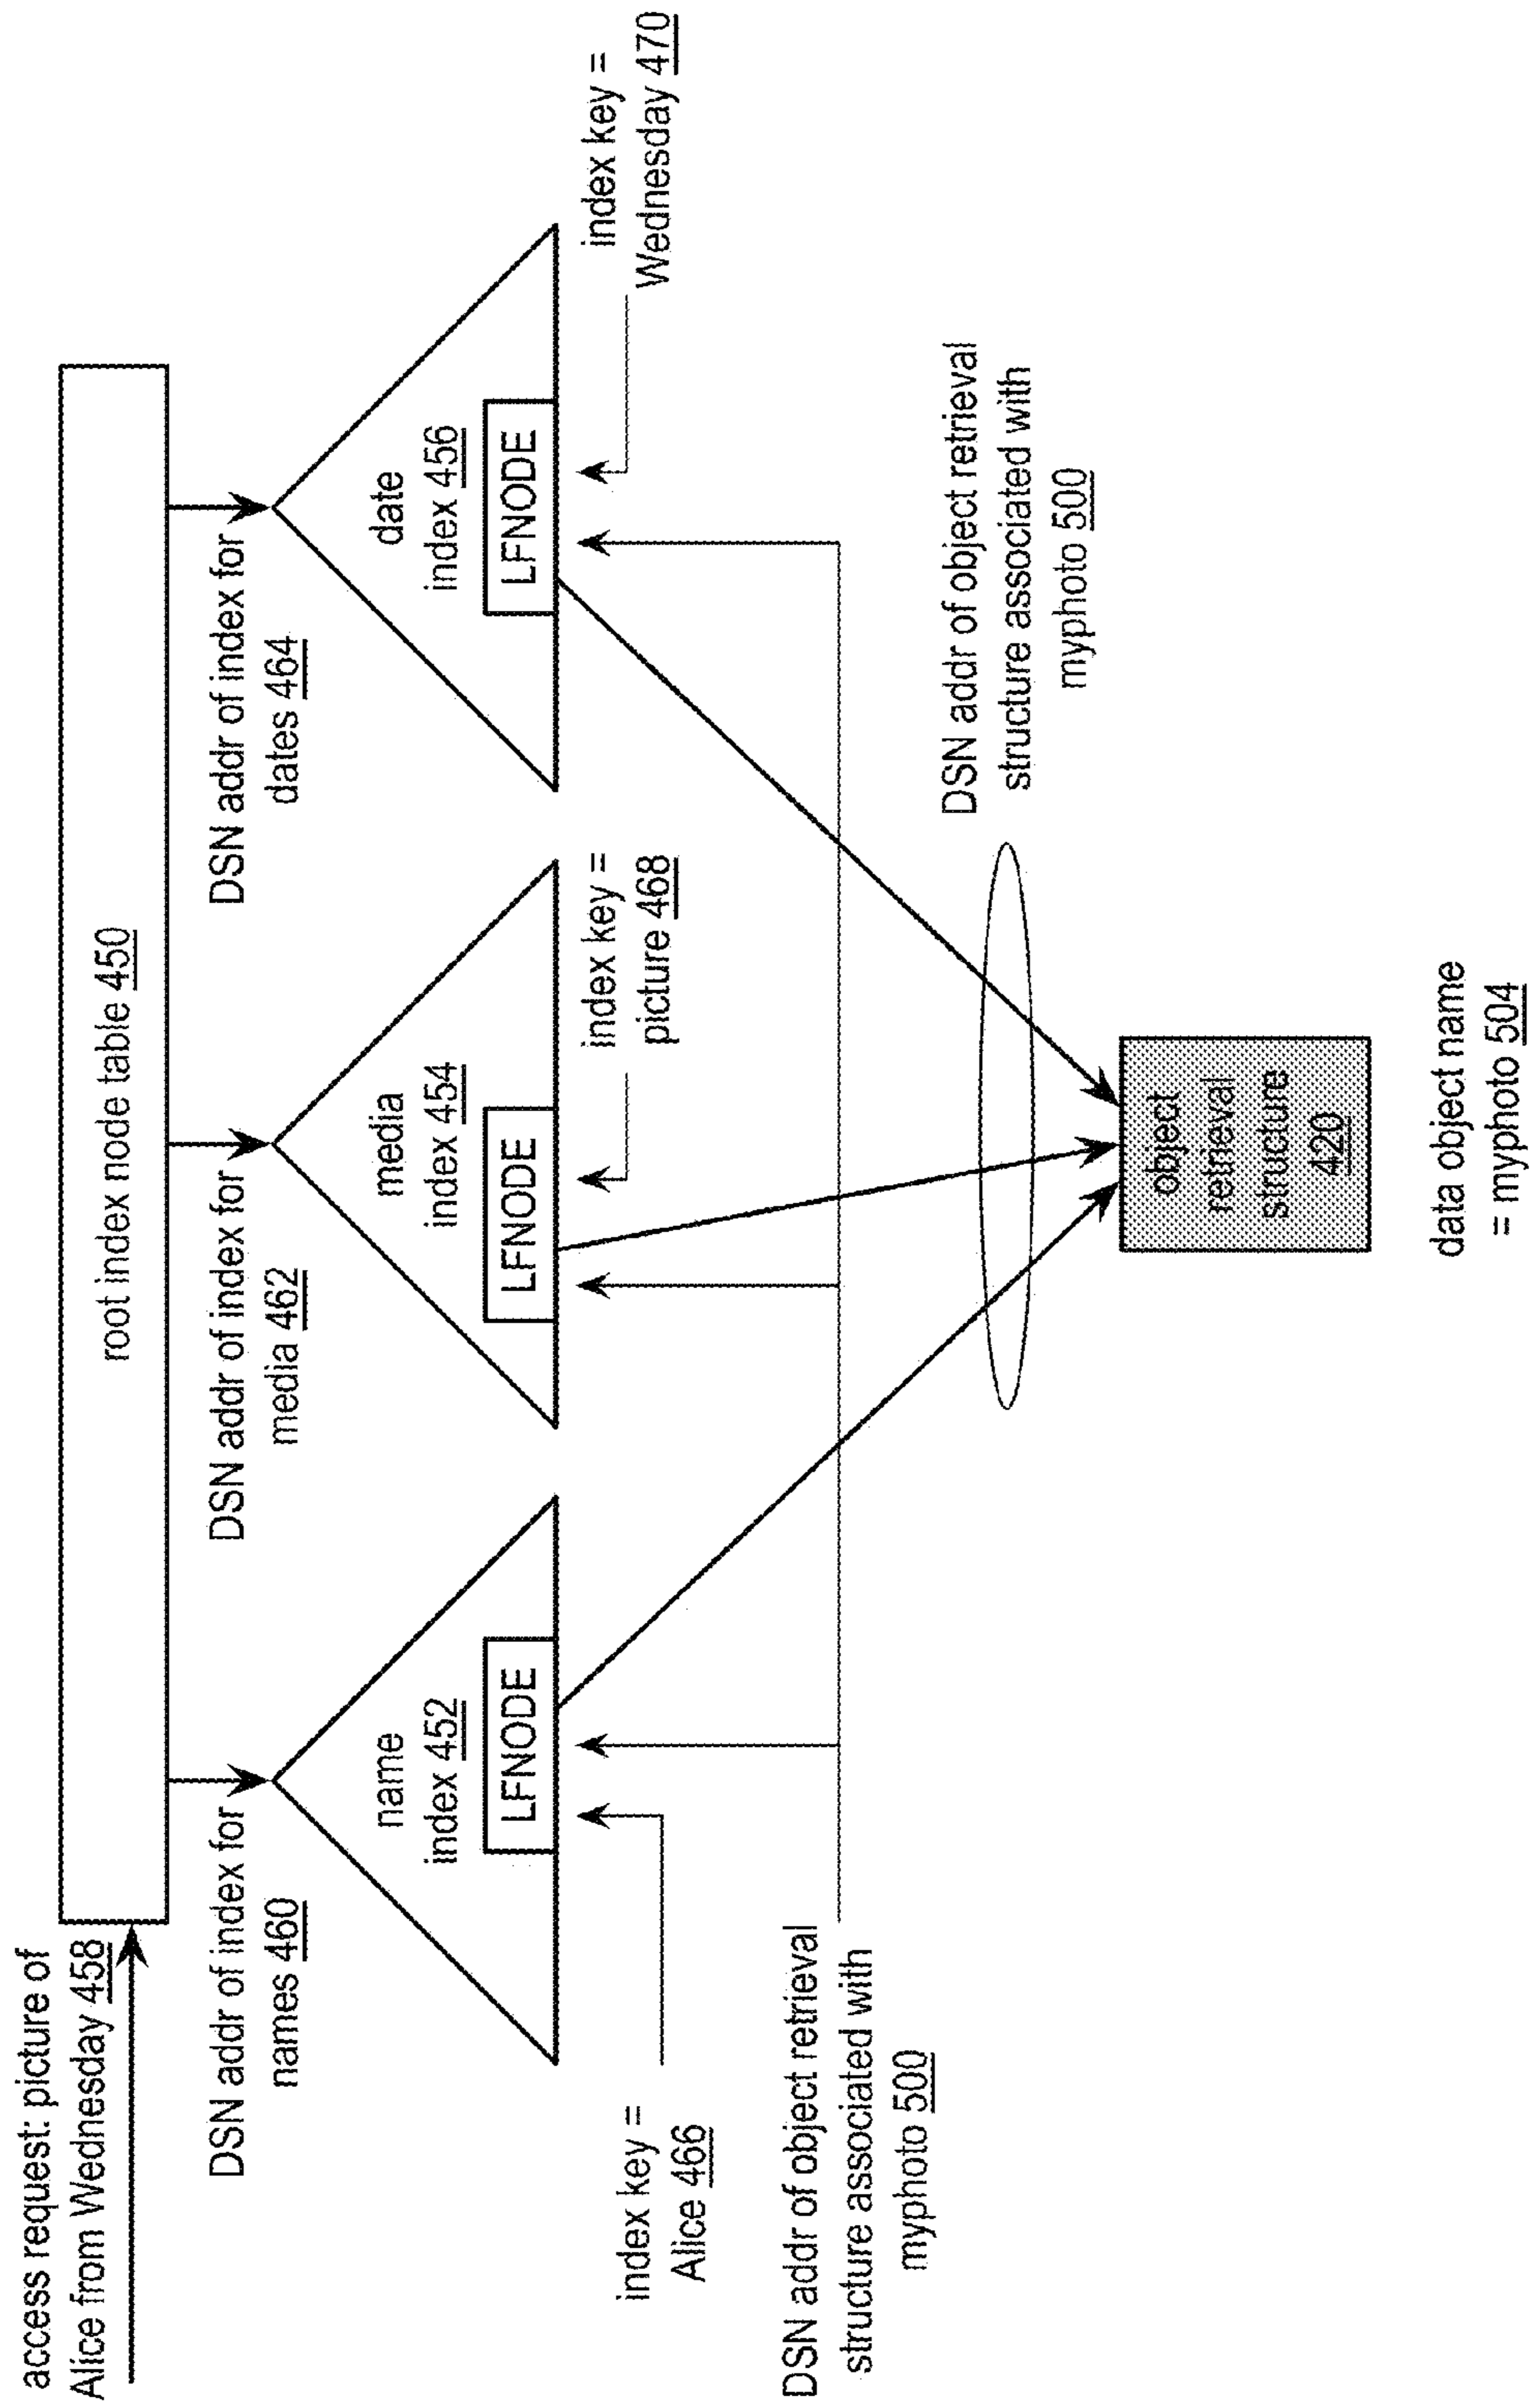 access request: picture of
Alice from Wednesday 458
root index node table 450
DSN addr of index for
names 460
DSN addr of index for
media 462
DSN addr of index for
dates 464
name
index 452
LFNODE
media
index 454
LFNODE
date
index 456
LFNODE
index key =
Alice 466
index key =
picture 468
index key =
Wednesday 470
DSN addr of object retrieval
structure associated with
myphoto 500
DSN addr of object retrieval
structure associated with
myphoto 500
object
retrieval
structure
420
data object name
= myphoto 504